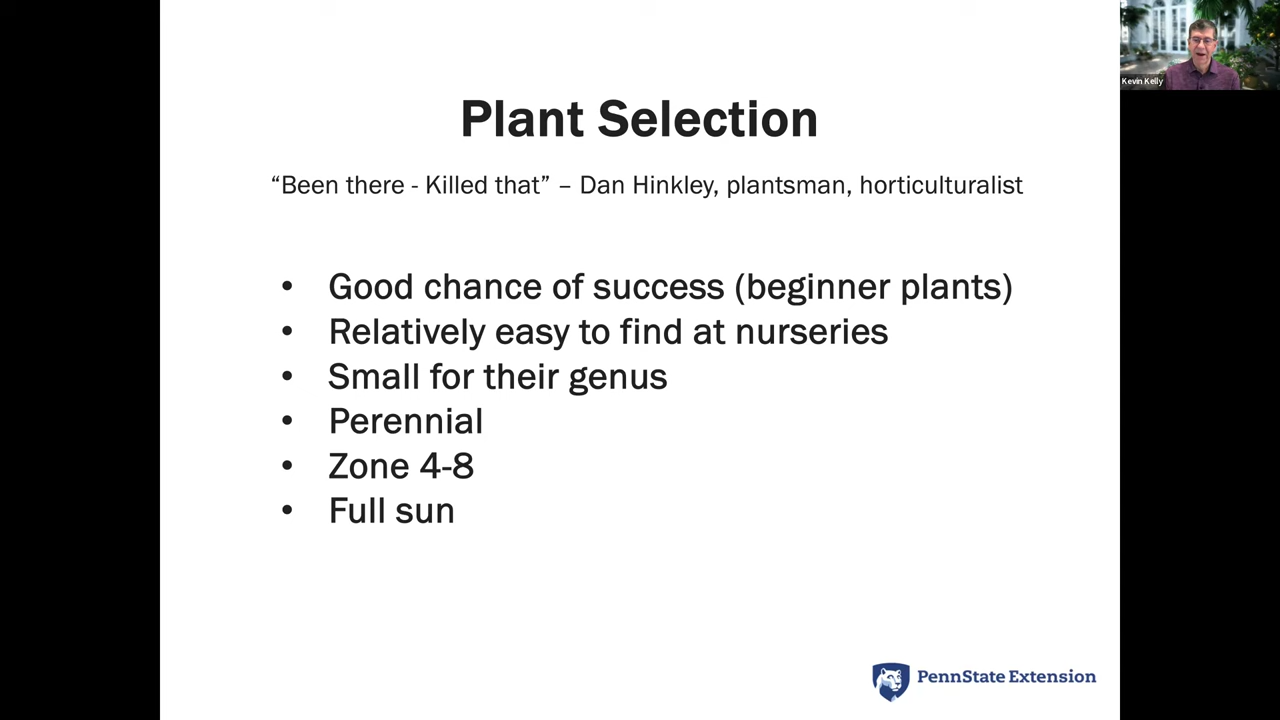 Kevin Kelly
Plant Selection
“Been there - Killed that” – Dan Hinkley, plantsman, horticulturalist
• Good chance of success (beginner plants)
• Relatively easy to find at nurseries
• Small for their genus
• Perennial
• Zone 4-8
• Full sun
PennState Extension